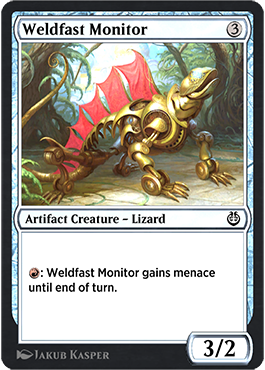 Weldfast Monitor 3
Artifact Creature – Lizard
R: Weldfast Monitor gains menace
until end of turn.
Jakub Kasper
3/2